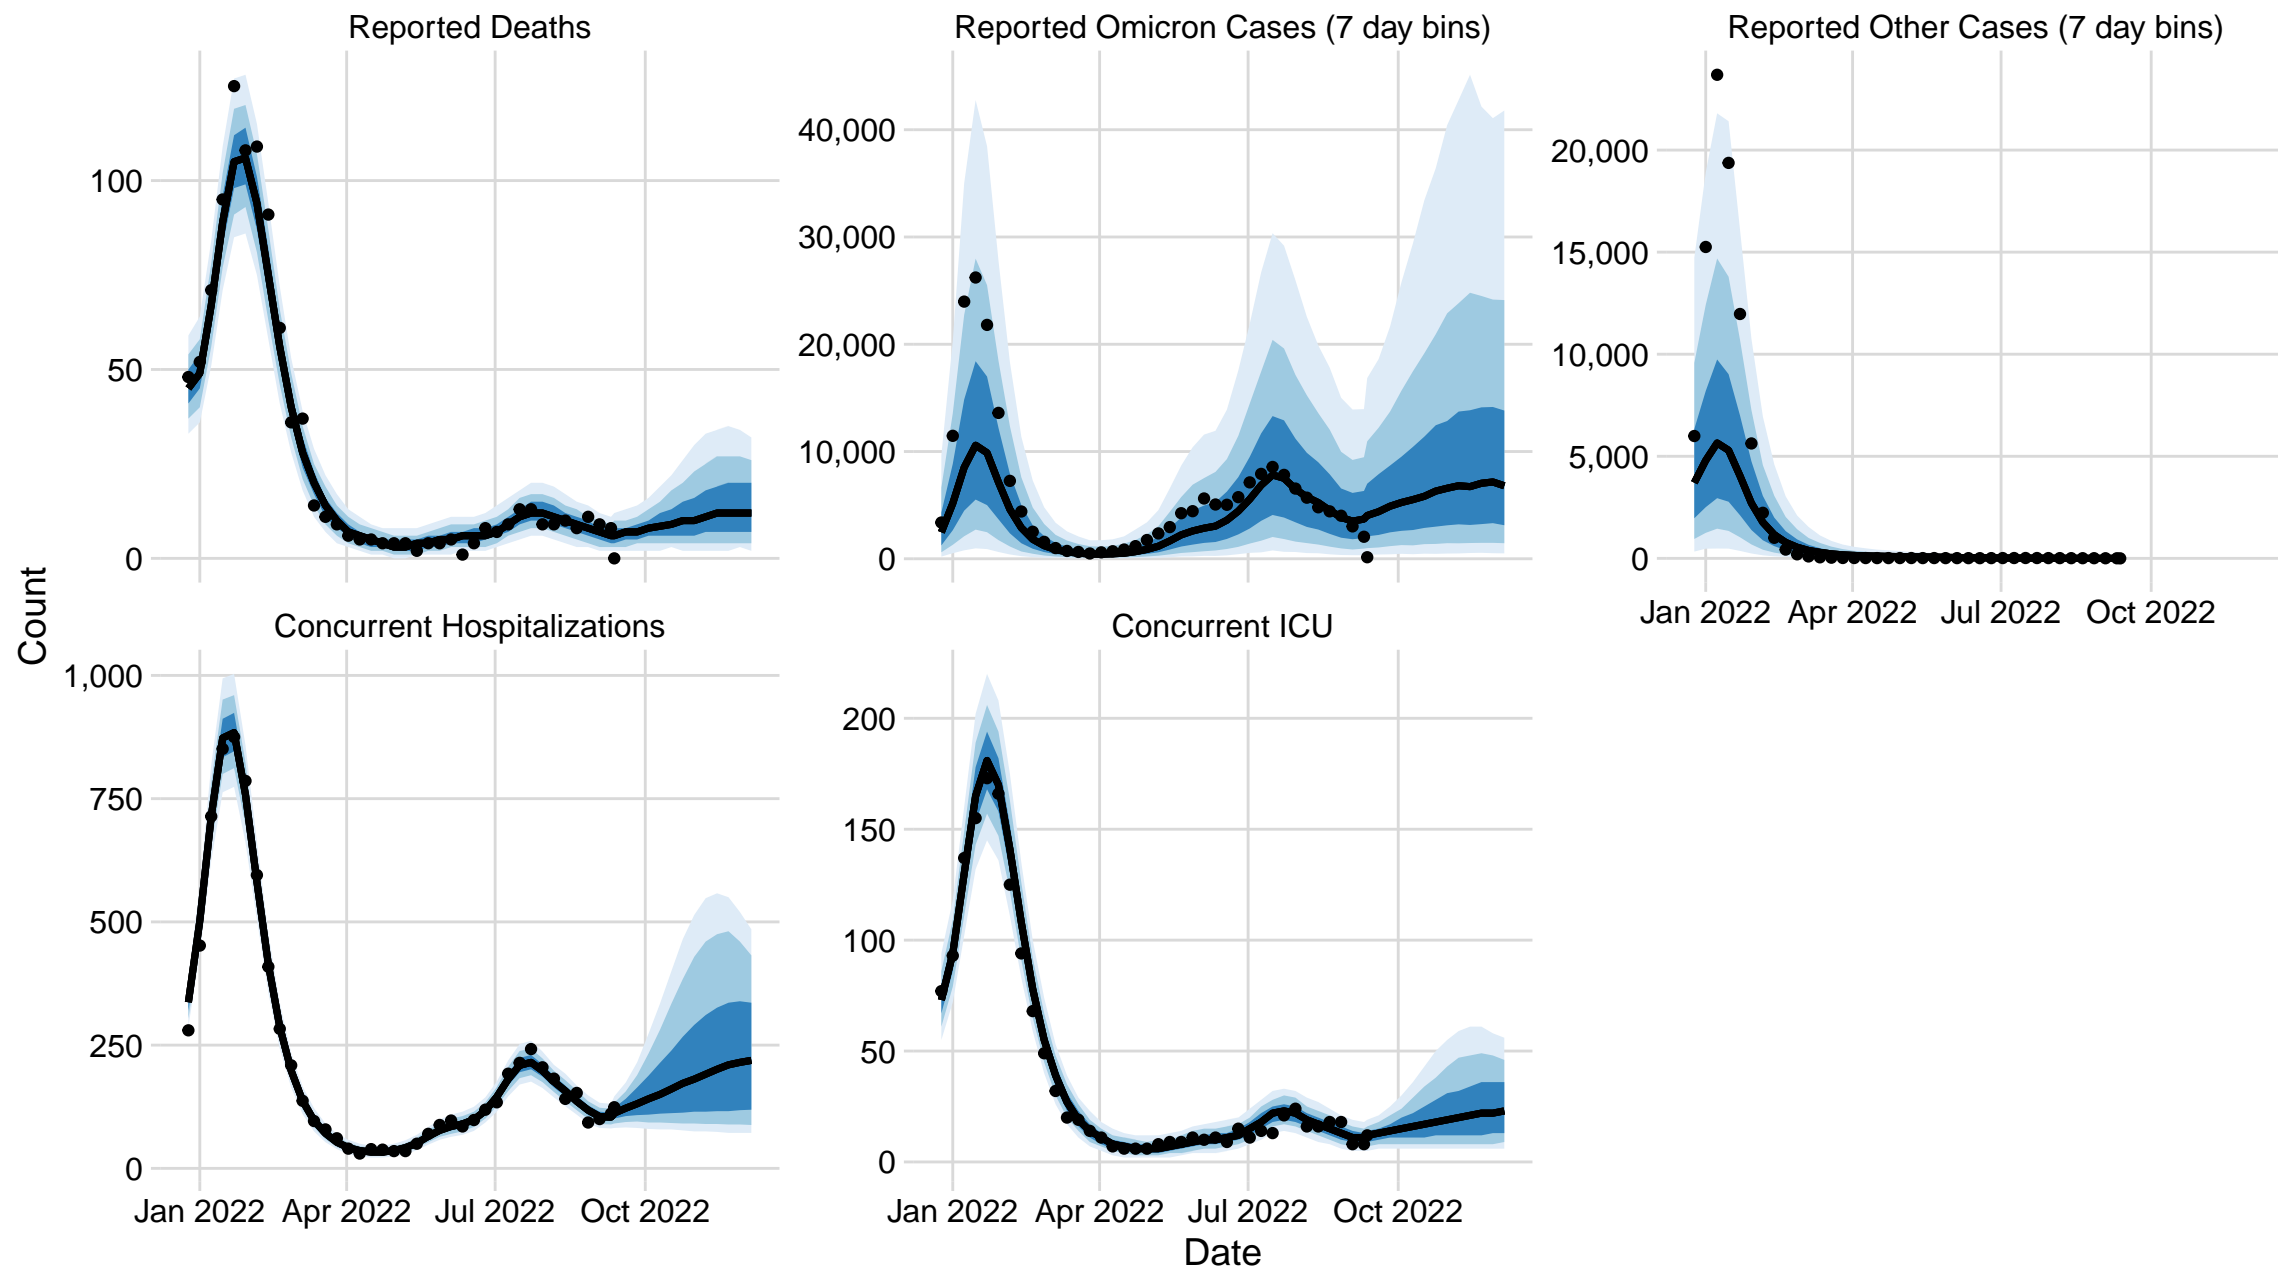 Reported Deaths
Reported Omicron Cases (7 day bins)
Reported Other Cases (7 day bins)
100
50
0
40,000
30,000
20,000
10,000
0
20,000
15,000
10,000
5,000
0
Jan 2022 Apr 2022 Jul 2022 Oct 2022
Count
Concurrent Hospitalizations
Concurrent ICU
1,000
750
500
250
0
200
150
100
50
0
Jan 2022 Apr 2022 Jul 2022 Oct 2022
Jan 2022 Apr 2022 Jul 2022 Oct 2022
Date